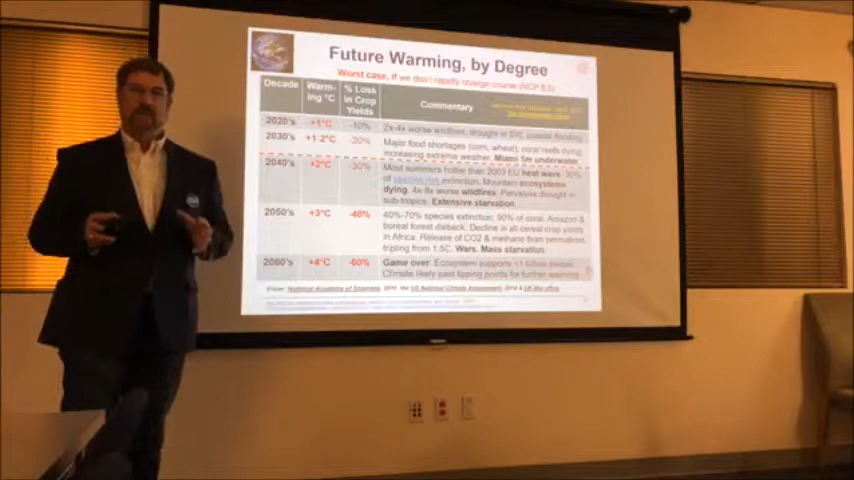 Future Warming, by Degree
Worst case, if we don't rapidly change course (RCP 8.5)
Decade
Warm-
ing °C
% Loss
in Crop
Yields
Commentary
2020's +1°C -10% 2x-4x worse wildfires, drought in SW, coastal flooding
2030's +1-2°C -20% Major food shortages (corn, wheat), coral reefs dying,
increasing extreme weather. Miami 1m underwater
2040's +2°C -30% Most summers hotter than 2003 EU heat wave. 30%
of species risk extinction. Mountain ecosystems
dying. 4x-8x worse wildfires. Pervasive drought in
sub-tropics. Extensive starvation.
2050's +3°C -40% 40%-70% species extinction; 90% of coral. Amazon &
boreal forest dieback. Decline in all cereal crop yields
in Africa. Release of CO2 & methane from permafrost,
tripling from 1.5C. Wars. Mass starvation.
2060's +4°C -60% Game over. Ecosystem supports <1 billion people.
Climate likely past tipping points for further warming
From: National Academy of Sciences, 2010, the US National Climate Assessment, 2014 & UK Met office